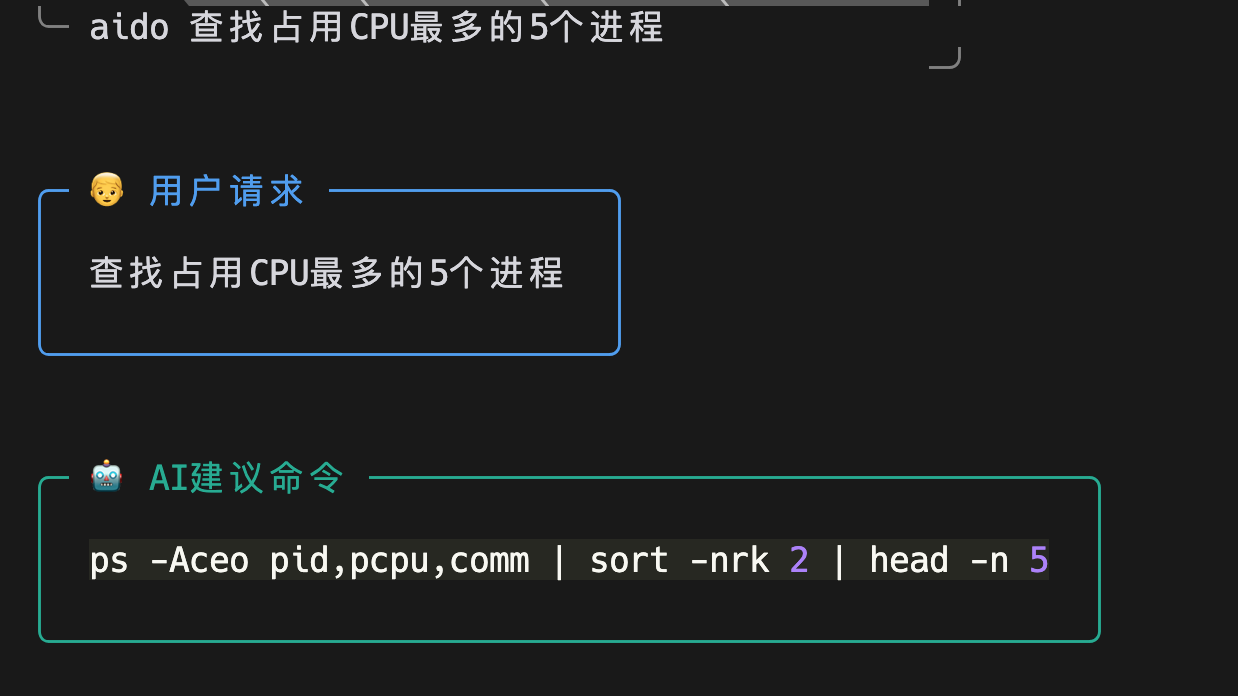 aido 查找占用CPU最多的5个进程
用户请求
查找占用CPU最多的5个进程
AI建议命令
ps -Aceo pid,pcpu,comm | sort -nrk 2 | head -n 5